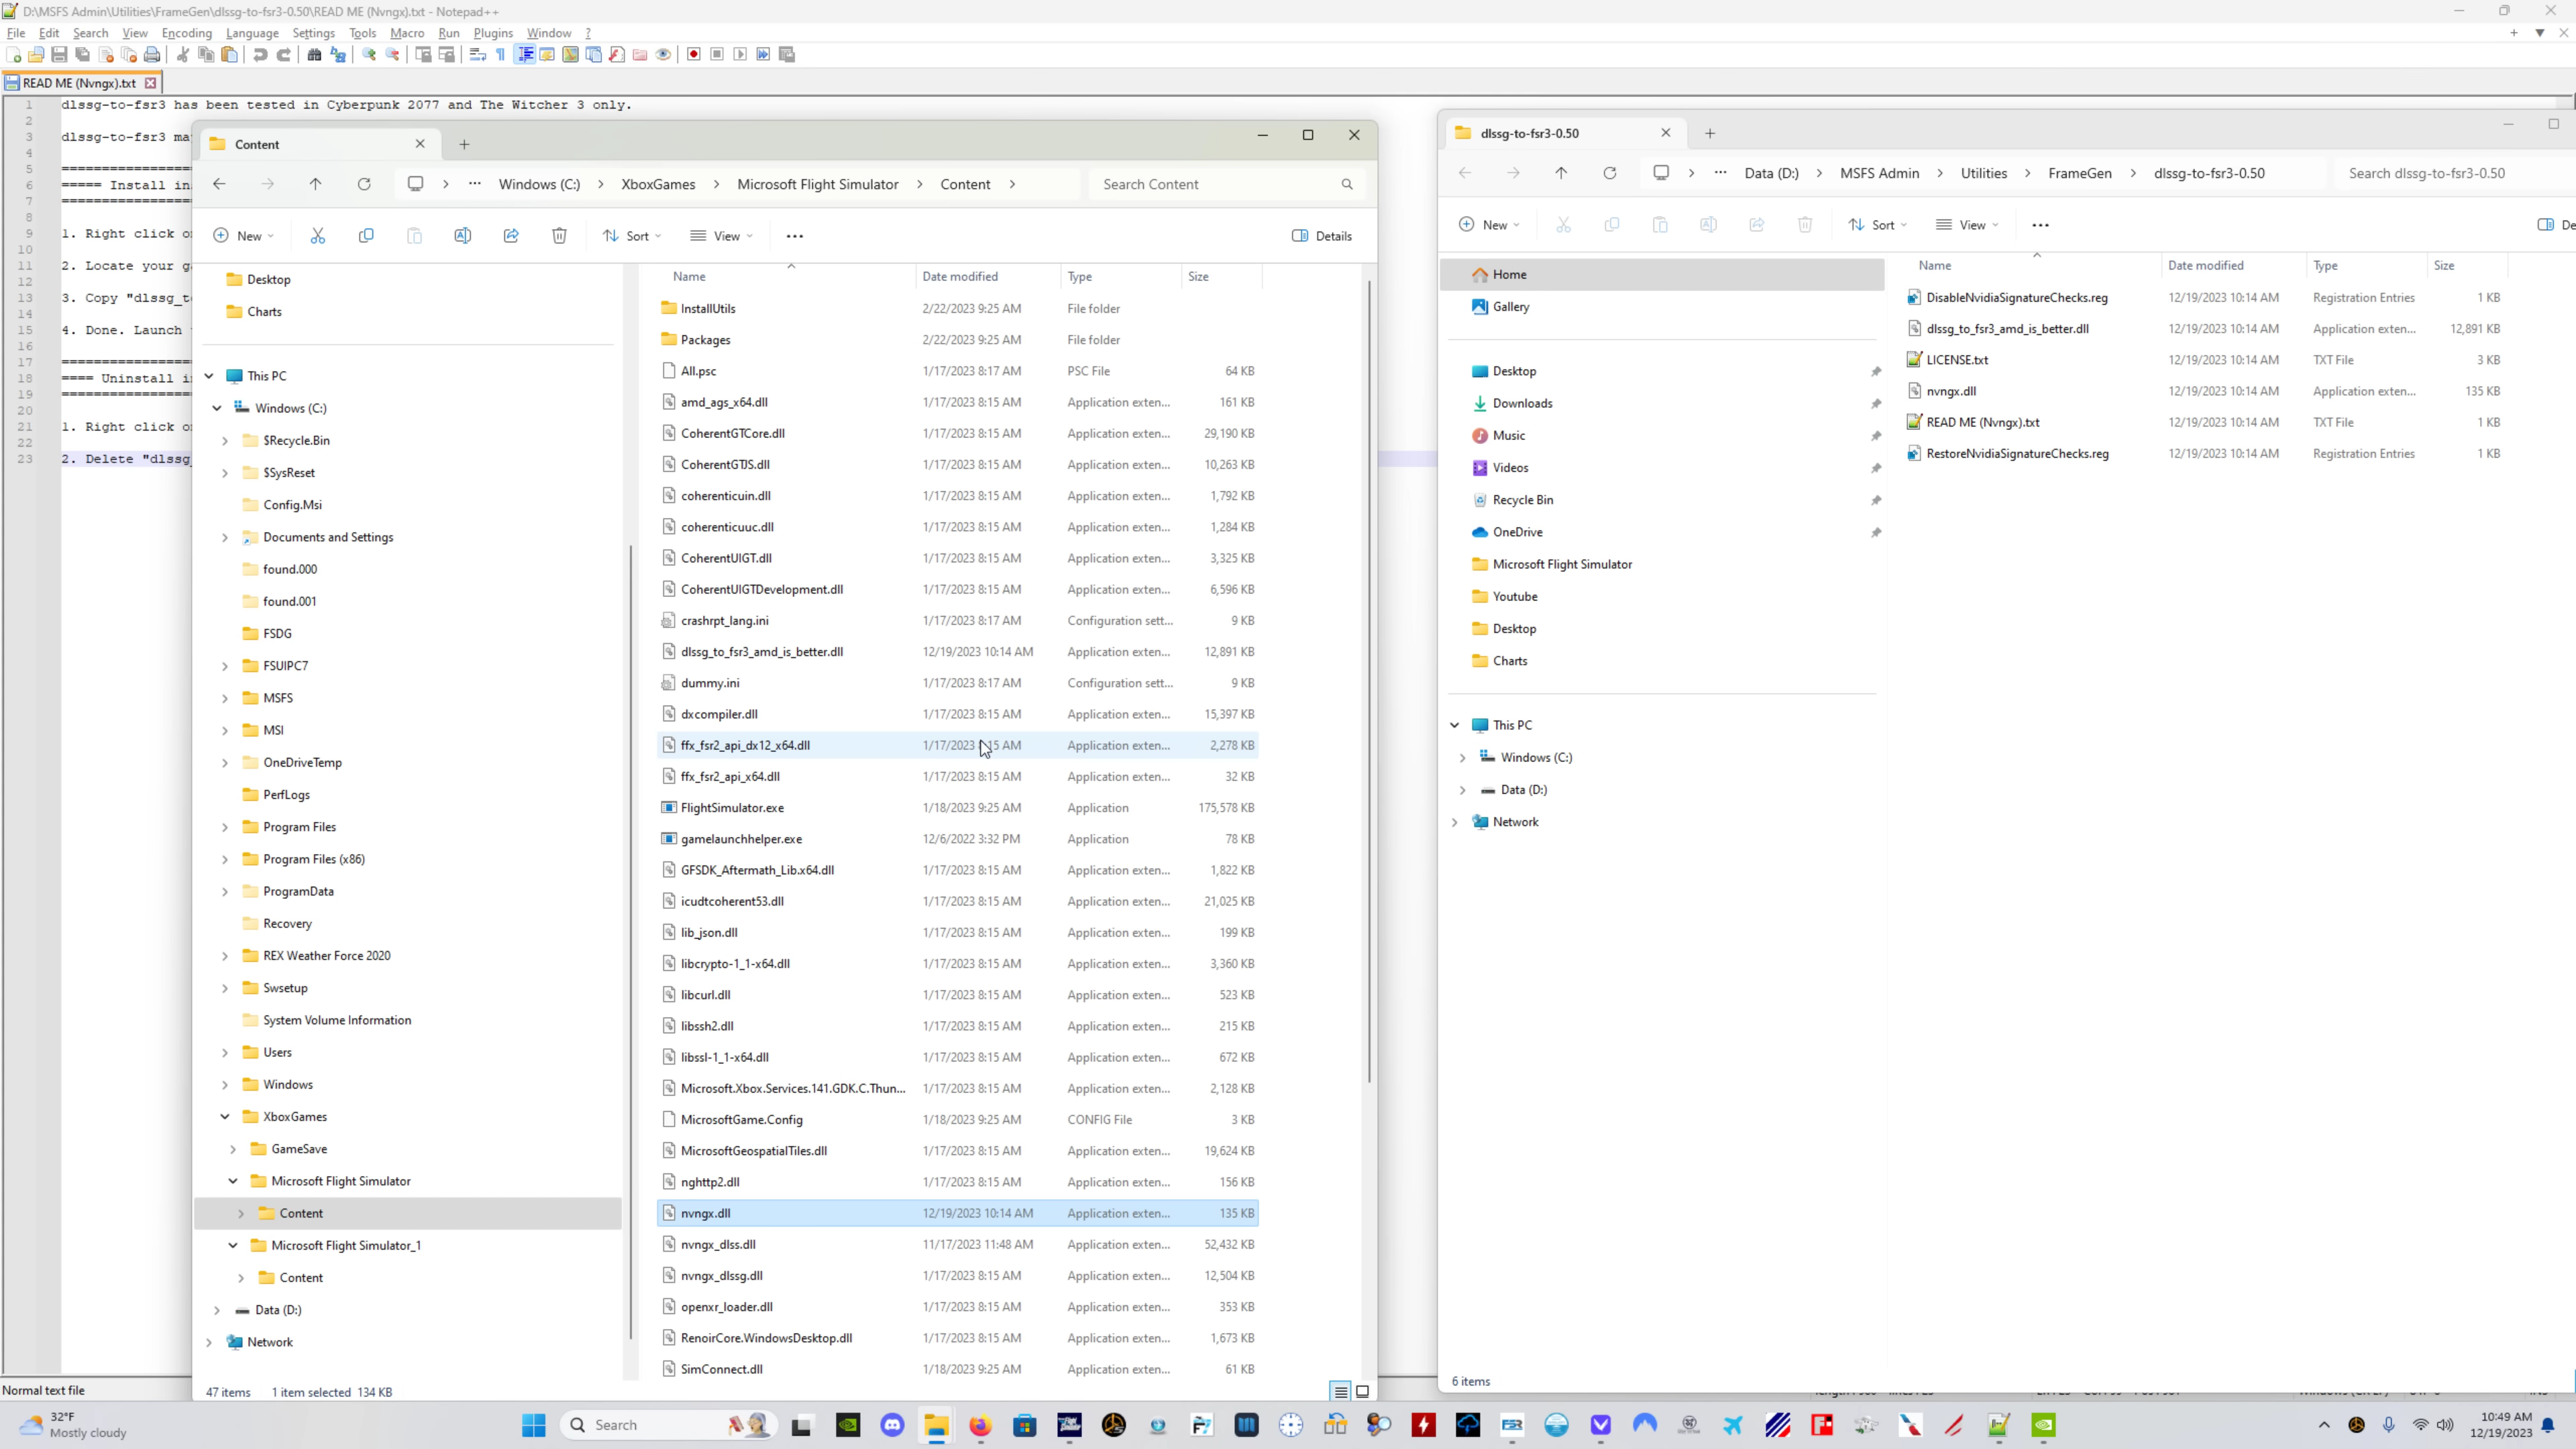 D:\MSFS Admin\Utilities\FrameGen\dlssg-to-fsr3-0.50\READ ME (Nvngx).txt - Notepad++
File Edit Search View Encoding Language Settings Tools Macro Run Plugins Window ?
READ ME (Nvngx).txt
1 dlssg-to-fsr3 has been tested in Cyberpunk 2077 and The Witcher 3 only.
2
3 dlssg-to-fsr3 ma
4
5 ================
6 ===== Install in
7 ================
8
9 1. Right click o
10
11 2. Locate your g
12
13 3. Copy "dlssg_t
14
15 4. Done. Launch
16
17 ================
18 ==== Uninstall i
19 ================
20
21 1. Right click o
22
23 2. Delete "dlssg
Content
Windows (C:) > XboxGames > Microsoft Flight Simulator > Content >
Search Content
New Sort View Details
Desktop
Charts
This PC
Windows (C:)
$Recycle.Bin
$SysReset
Config.Msi
Documents and Settings
found.000
found.001
FSDG
FSUIPC7
MSFS
MSI
OneDriveTemp
PerfLogs
Program Files
Program Files (x86)
ProgramData
Recovery
REX Weather Force 2020
Swsetup
System Volume Information
Users
Windows
XboxGames
GameSave
Microsoft Flight Simulator
Content
Microsoft Flight Simulator_1
Content
Data (D:)
Network
Name Date modified Type Size
InstallUtils 2/22/2023 9:25 AM File folder
Packages 2/22/2023 9:25 AM File folder
All.psc 1/17/2023 8:17 AM PSC File 64 KB
amd_ags_x64.dll 1/17/2023 8:15 AM Application exten... 161 KB
CoherentGTCore.dll 1/17/2023 8:15 AM Application exten... 29,190 KB
CoherentGTJS.dll 1/17/2023 8:15 AM Application exten... 10,263 KB
coherenticuin.dll 1/17/2023 8:15 AM Application exten... 1,792 KB
coherenticuuc.dll 1/17/2023 8:15 AM Application exten... 1,284 KB
CoherentUIGT.dll 1/17/2023 8:15 AM Application exten... 3,325 KB
CoherentUIGTDevelopment.dll 1/17/2023 8:15 AM Application exten... 6,596 KB
crashrpt_lang.ini 1/17/2023 8:17 AM Configuration sett... 9 KB
dlssg_to_fsr3_amd_is_better.dll 12/19/2023 10:14 AM Application exten... 12,891 KB
dummy.ini 1/17/2023 8:17 AM Configuration sett... 9 KB
dxcompiler.dll 1/17/2023 8:15 AM Application exten... 15,397 KB
ffx_fsr2_api_dx12_x64.dll 1/17/2023 8:15 AM Application exten... 2,278 KB
ffx_fsr2_api_x64.dll 1/17/2023 8:15 AM Application exten... 32 KB
FlightSimulator.exe 1/18/2023 9:25 AM Application 175,578 KB
gamelaunchhelper.exe 12/6/2022 3:32 PM Application 78 KB
GFSDK_Aftermath_Lib.x64.dll 1/17/2023 8:15 AM Application exten... 1,822 KB
icudtcoherent53.dll 1/17/2023 8:15 AM Application exten... 21,025 KB
lib_json.dll 1/17/2023 8:15 AM Application exten... 199 KB
libcrypto-1_1-x64.dll 1/17/2023 8:15 AM Application exten... 3,360 KB
libcurl.dll 1/17/2023 8:15 AM Application exten... 523 KB
libssh2.dll 1/17/2023 8:15 AM Application exten... 215 KB
libssl-1_1-x64.dll 1/17/2023 8:15 AM Application exten... 672 KB
Microsoft.Xbox.Services.141.GDK.C.Thun... 1/17/2023 8:15 AM Application exten... 2,128 KB
MicrosoftGame.Config 1/18/2023 9:25 AM CONFIG File 3 KB
MicrosoftGeospatialTiles.dll 1/17/2023 8:15 AM Application exten... 19,624 KB
nghttp2.dll 1/17/2023 8:15 AM Application exten... 156 KB
nvngx.dll 12/19/2023 10:14 AM Application exten... 135 KB
nvngx_dlss.dll 11/17/2023 11:48 AM Application exten... 52,432 KB
nvngx_dlssg.dll 1/17/2023 8:15 AM Application exten... 12,504 KB
openxr_loader.dll 1/17/2023 8:15 AM Application exten... 353 KB
RenoirCore.WindowsDesktop.dll 1/17/2023 8:15 AM Application exten... 1,673 KB
SimConnect.dll 1/18/2023 9:25 AM Application exten... 61 KB
47 items 1 item selected 134 KB
dlssg-to-fsr3-0.50
Data (D:) > MSFS Admin > Utilities > FrameGen > dlssg-to-fsr3-0.50
Search dlssg-to-fsr3-0.50
New Sort View De
Home
Gallery
Desktop
Downloads
Music
Videos
Recycle Bin
OneDrive
Microsoft Flight Simulator
Youtube
Desktop
Charts
This PC
Windows (C:)
Data (D:)
Network
Name Date modified Type Size
DisableNvidiaSignatureChecks.reg 12/19/2023 10:14 AM Registration Entries 1 KB
dlssg_to_fsr3_amd_is_better.dll 12/19/2023 10:14 AM Application exten... 12,891 KB
LICENSE.txt 12/19/2023 10:14 AM TXT File 3 KB
nvngx.dll 12/19/2023 10:14 AM Application exten... 135 KB
READ ME (Nvngx).txt 12/19/2023 10:14 AM TXT File 1 KB
RestoreNvidiaSignatureChecks.reg 12/19/2023 10:14 AM Registration Entries 1 KB
6 items
Normal text file
32°F
Mostly cloudy
Search
FSR
10:49 AM
12/19/2023